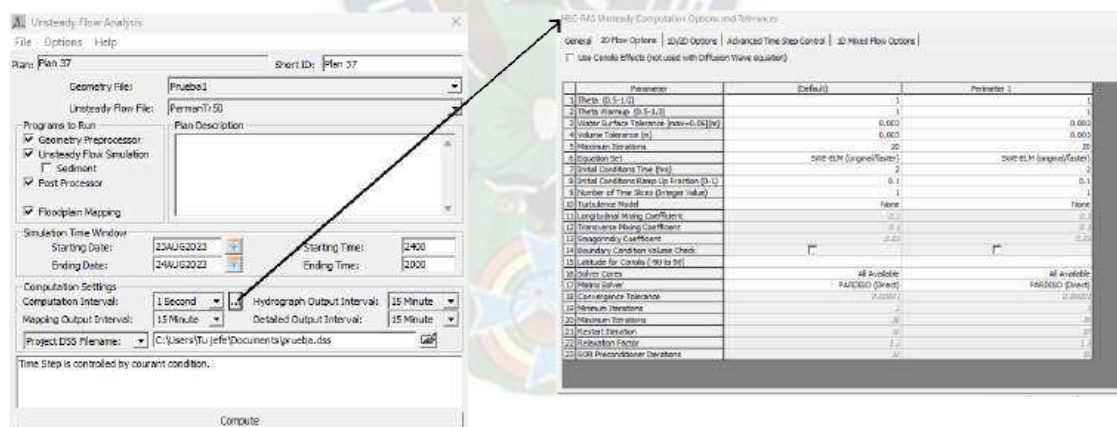 Unsteady Flow Analysis
File Options Help
Plan: Plan 37 Short ID: Plan 37
Geometry File: Prueba1
Unsteady Flow File: PermanTr50
Programs to Run
Geometry Preprocessor
Unsteady Flow Simulation
Sediment
Post Processor
Floodplain Mapping
Plan Description
Simulation Time Window
Starting Date: 23AUG2023 Starting Time: 2400
Ending Date: 24AUG2023 Ending Time: 2000
Computation Settings
Computation Interval: 1 Second ... Hydrograph Output Interval: 15 Minute
Mapping Output Interval: 15 Minute Detailed Output Interval: 15 Minute
Project DSS Filename: C:\Users\Tu jefe\Documents\prueba.dss
Time Step is controlled by courant condition.
Compute
HEC-RAS Unsteady Computation Options and Tolerances
General 2D Flow Options 1D/2D Options Advanced Time Step Control 1D Mixed Flow Options
Use Coriolis Effects (not used with Diffusion Wave equation)
Parameter (Default) Perimeter 1
1 Theta (0.5-1.0) 1 1
2 Theta Warmup (0.5-1.0) 1 1
3 Water Surface Tolerance [max=0.06](m) 0.003 0.003
4 Volume Tolerance (m) 0.003 0.003
5 Maximum Iterations 20 20
6 Equation Set SWE-ELM (original/faster) SWE-ELM (original/faster)
7 Initial Conditions Time (hrs) 2 2
8 Initial Conditions Ramp Up Fraction (0-1) 0.1 0.1
9 Number of Time Slices (Integer Value) 1 1
10 Turbulence Model None None
11 Longitudinal Mixing Coefficient
12 Transverse Mixing Coefficient
13 Smagorinsky Coefficient
14 Boundary Condition Volume Check
15 Latitude for Coriolis (-90 to 90)
16 Solver Cores All Available All Available
17 Matrix Solver PARDISO (Direct) PARDISO (Direct)
18 Convergence Tolerance
19 Minimum Iterations
20 Maximum Iterations
21 Restart Iteration
22 Relaxation Factor
23 SOR Preconditioner Iterations